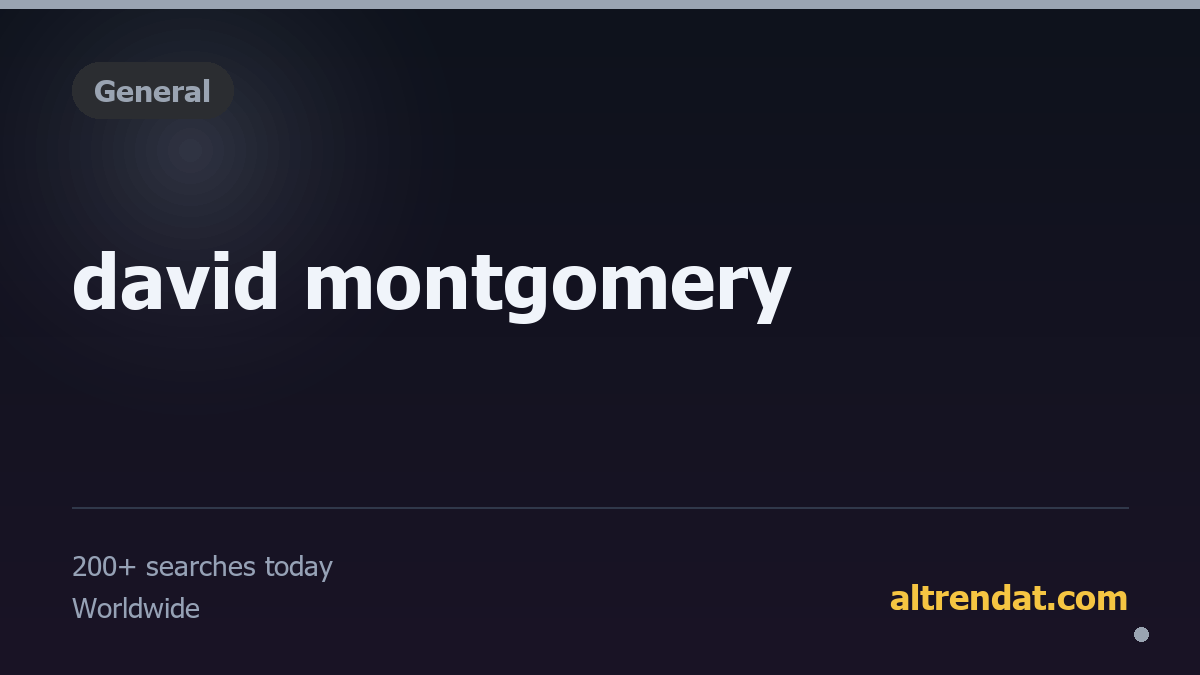 General
david montgomery
200+ searches today
Worldwide
altrendat.com